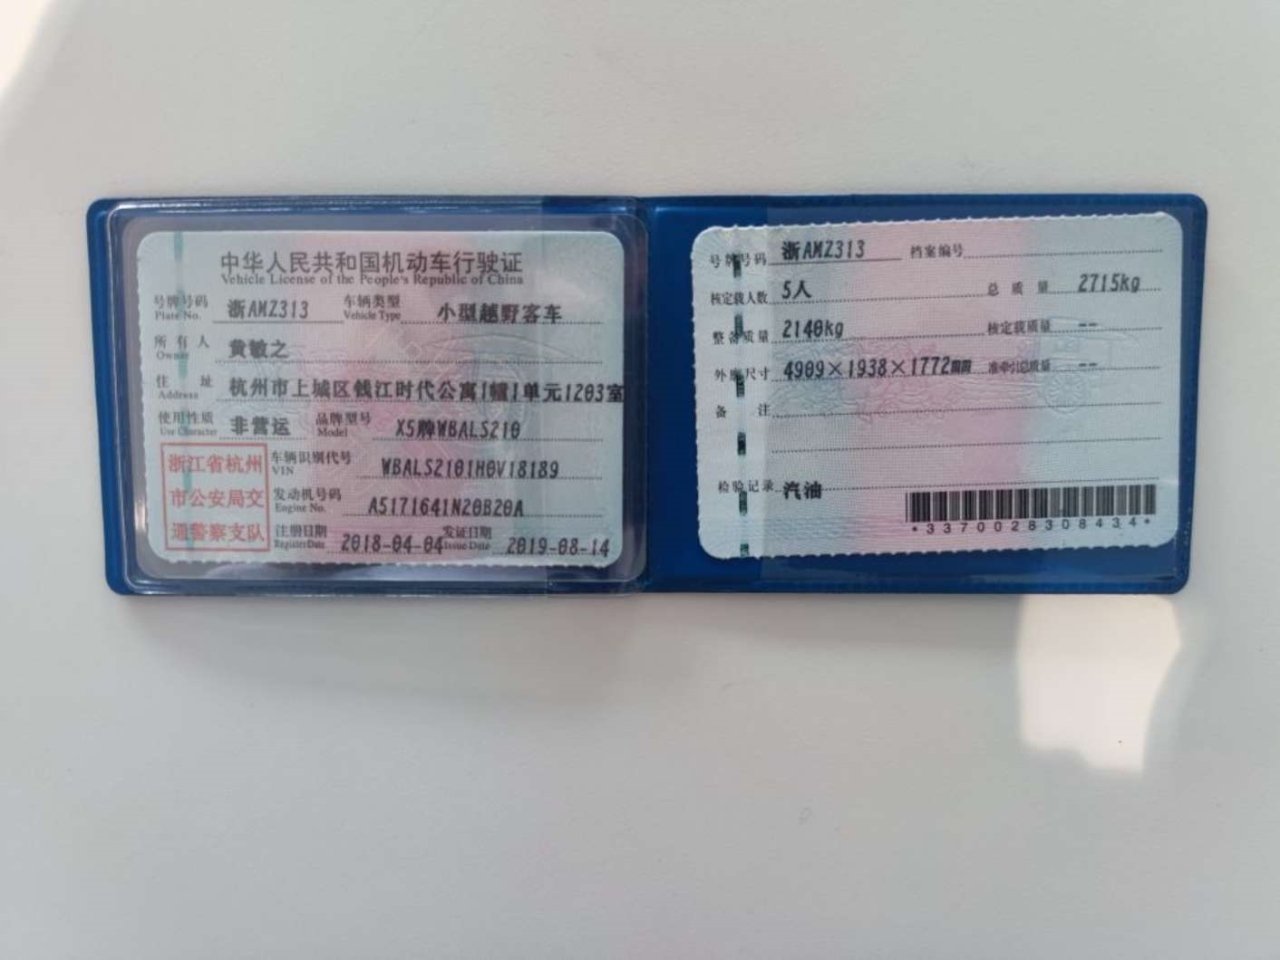 中华人民共和国机动车行驶证
Vehicle License of the People's Republic of China
号牌号码 浙AMZ313 车辆类型 小型越野客车
Plate No. Vehicle Type
所有人 黄敏之
Owner
住址 杭州市上城区钱江时代公寓1幢1单元1203室
Address
使用性质 非营运 品牌型号 X5牌WBALS210
Use Character Model
浙江省杭州
市公安局交
通警察支队
车辆识别代号 WBALS2101H0V18189
VIN
发动机号码 A5171641N20B20A
Engine No.
注册日期 2018-04-04 发证日期 2019-08-14
Register Date Issue Date
号牌号码 浙AMZ313 档案编号
核定载人数 5人 总质量 2715kg
整备质量 2140kg 核定载质量 --
外廓尺寸 4909×1938×1772mm 准牵引总质量 --
备注
检验记录 汽油
*3370028308434*